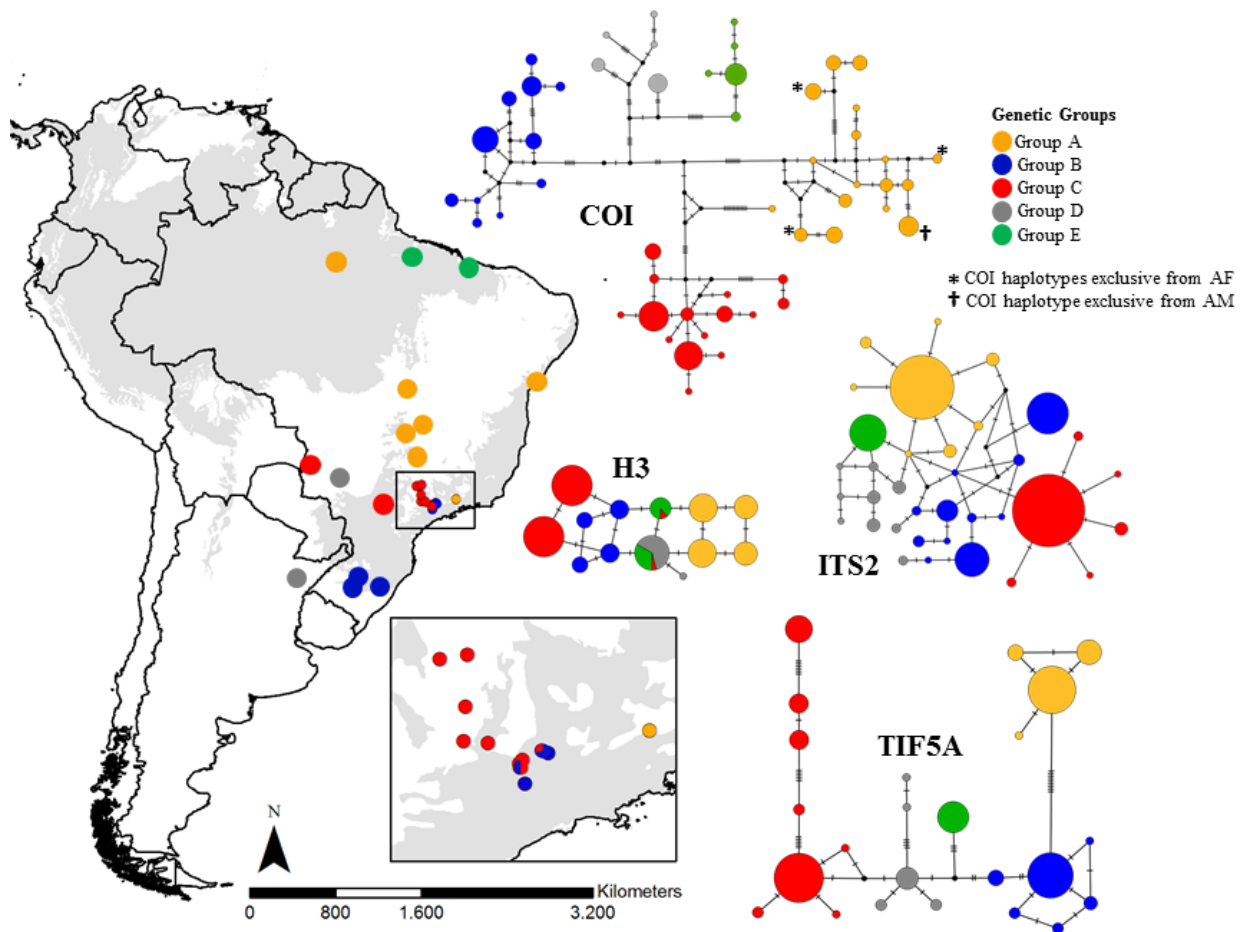 COI
Genetic Groups
Group A
Group B
Group C
Group D
Group E
* COI haplotypes exclusive from AF
† COI haplotype exclusive from AM
*
*
*
†
H3
ITS2
TIF5A
N
Kilometers
0 800 1.600 3.200